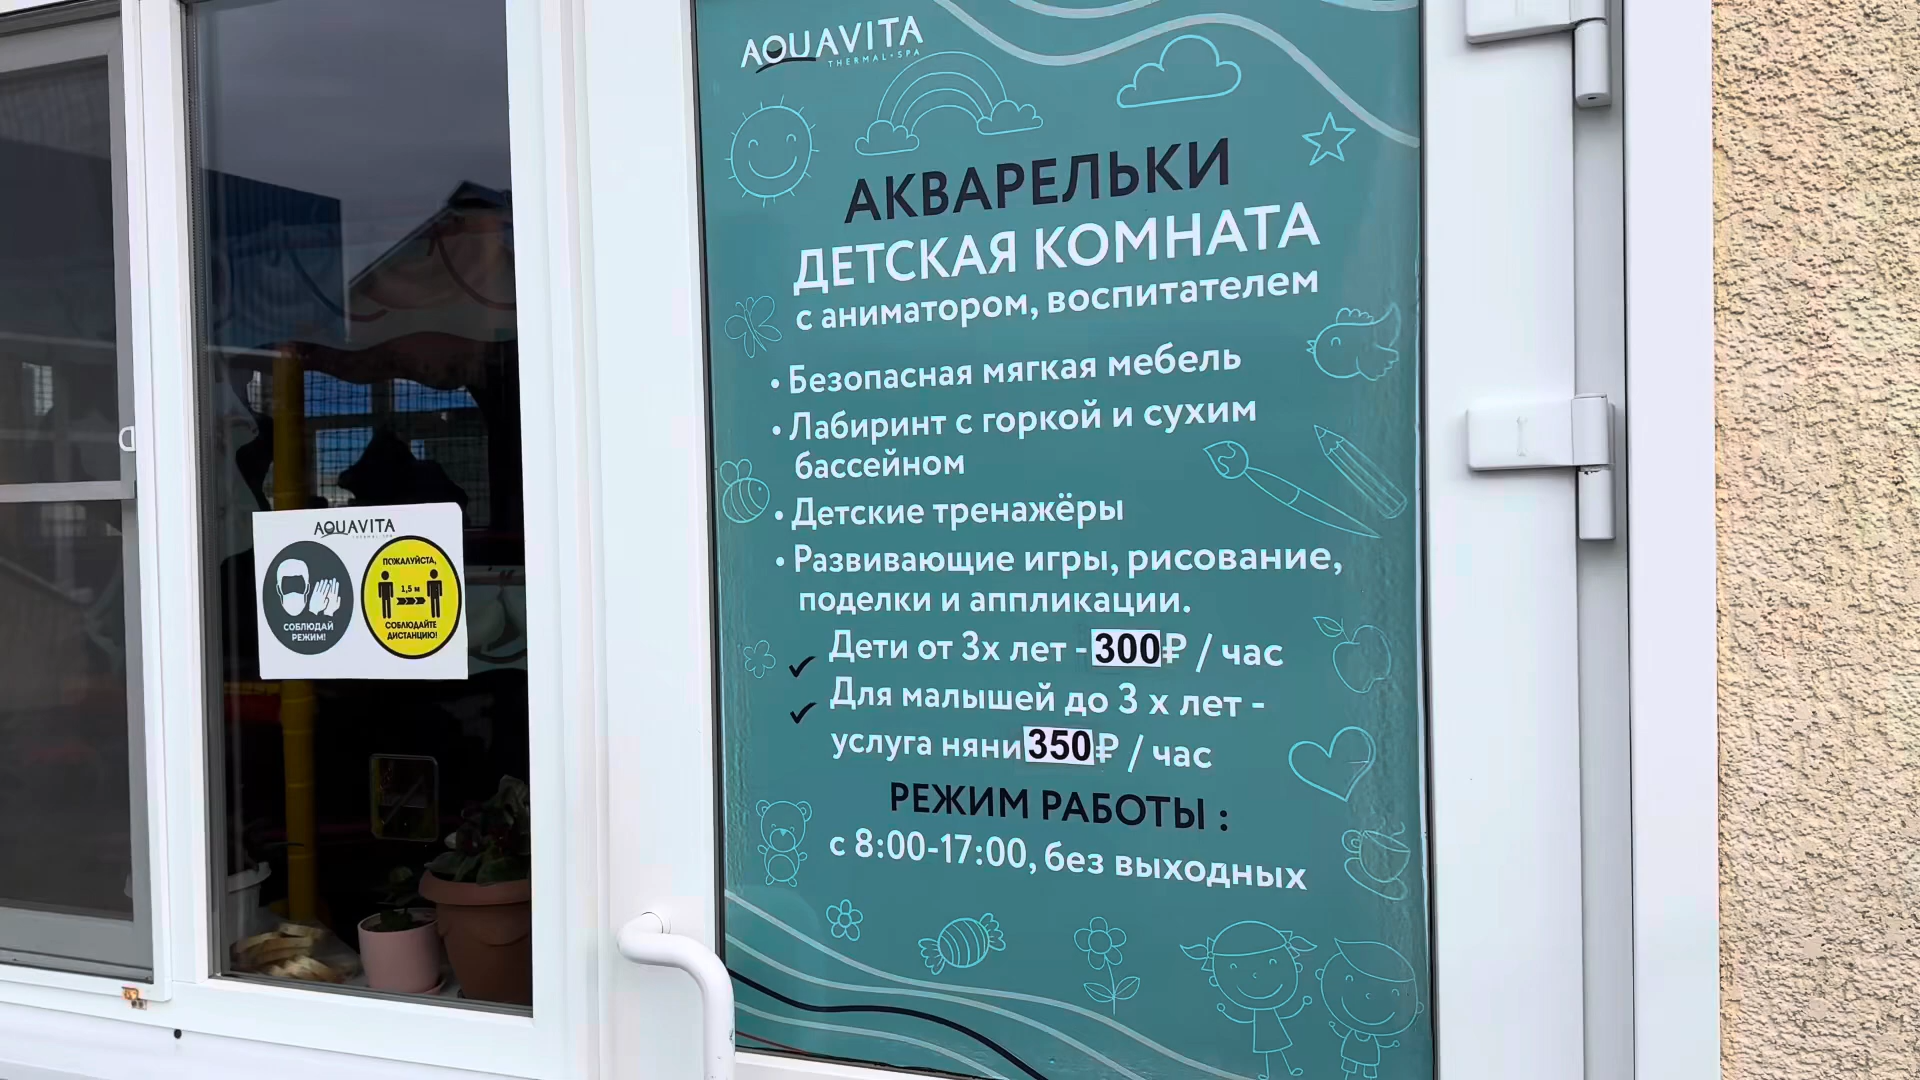 AQUAVITA
THERMAL • SPA
АКВАРЕЛЬКИ
ДЕТСКАЯ КОМНАТА
с аниматором, воспитателем
• Безопасная мягкая мебель
• Лабиринт с горкой и сухим
бассейном
• Детские тренажёры
• Развивающие игры, рисование,
поделки и аппликации.
✓ Дети от 3х лет - 300₽ / час
✓ Для малышей до 3 х лет -
услуга няни 350₽ / час
РЕЖИМ РАБОТЫ :
с 8:00-17:00, без выходных
AQUAVITA
THERMAL • SPA
СОБЛЮДАЙ
РЕЖИМ!
ПОЖАЛУЙСТА,
1,5 м
СОБЛЮДАЙТЕ
ДИСТАНЦИЮ!